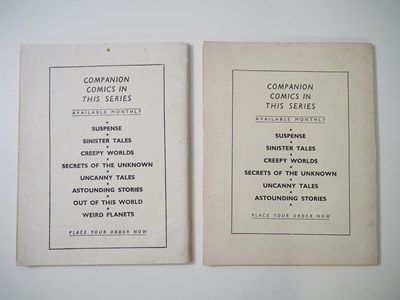 COMPANION
COMICS IN
THIS SERIES
AVAILABLE MONTHLY
SUSPENSE
SINISTER TALES
CREEPY WORLDS
SECRETS OF THE UNKNOWN
UNCANNY TALES
ASTOUNDING STORIES
OUT OF THIS WORLD
WEIRD PLANETS
PLACE YOUR ORDER NOW
COMPANION
COMICS IN
THIS SERIES
AVAILABLE MONTHLY
SUSPENSE
SINISTER TALES
CREEPY WORLDS
SECRETS OF THE UNKNOWN
UNCANNY TALES
ASTOUNDING STORIES
PLACE YOUR ORDER NOW